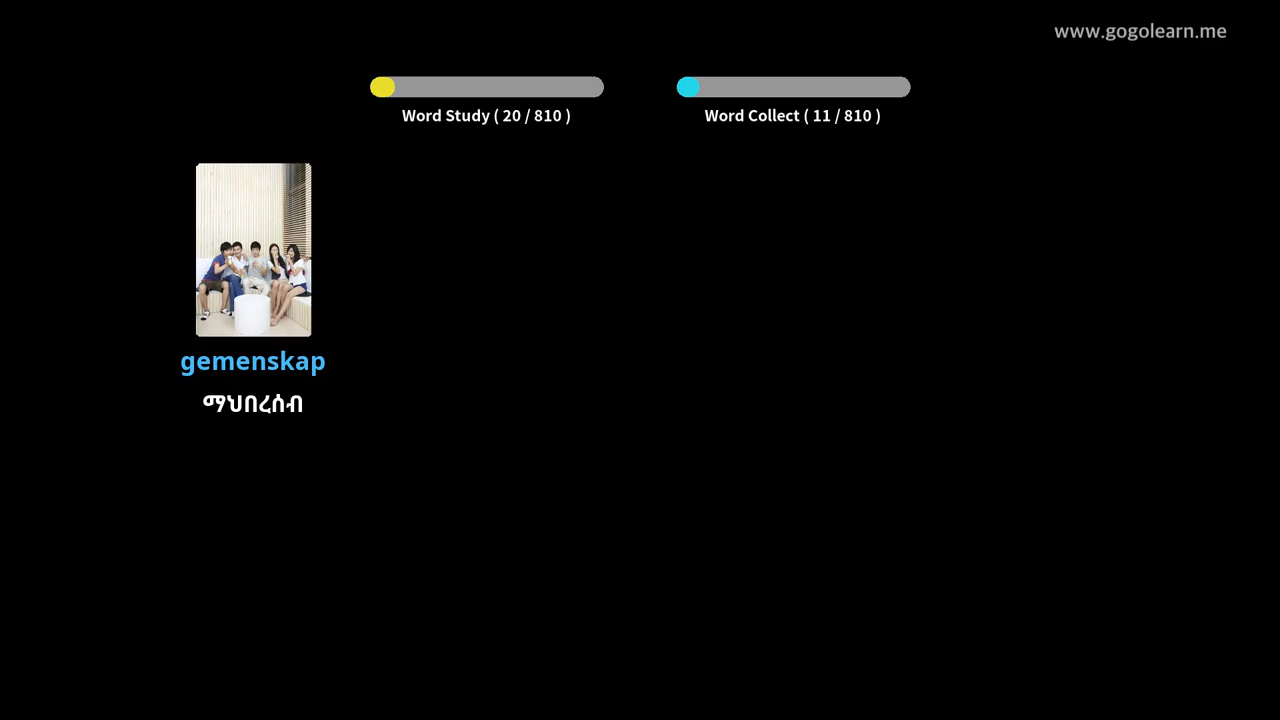 www.gogolearn.me
Word Study ( 20 / 810 )
Word Collect ( 11 / 810 )
gemenskap
ማህበረሰብ